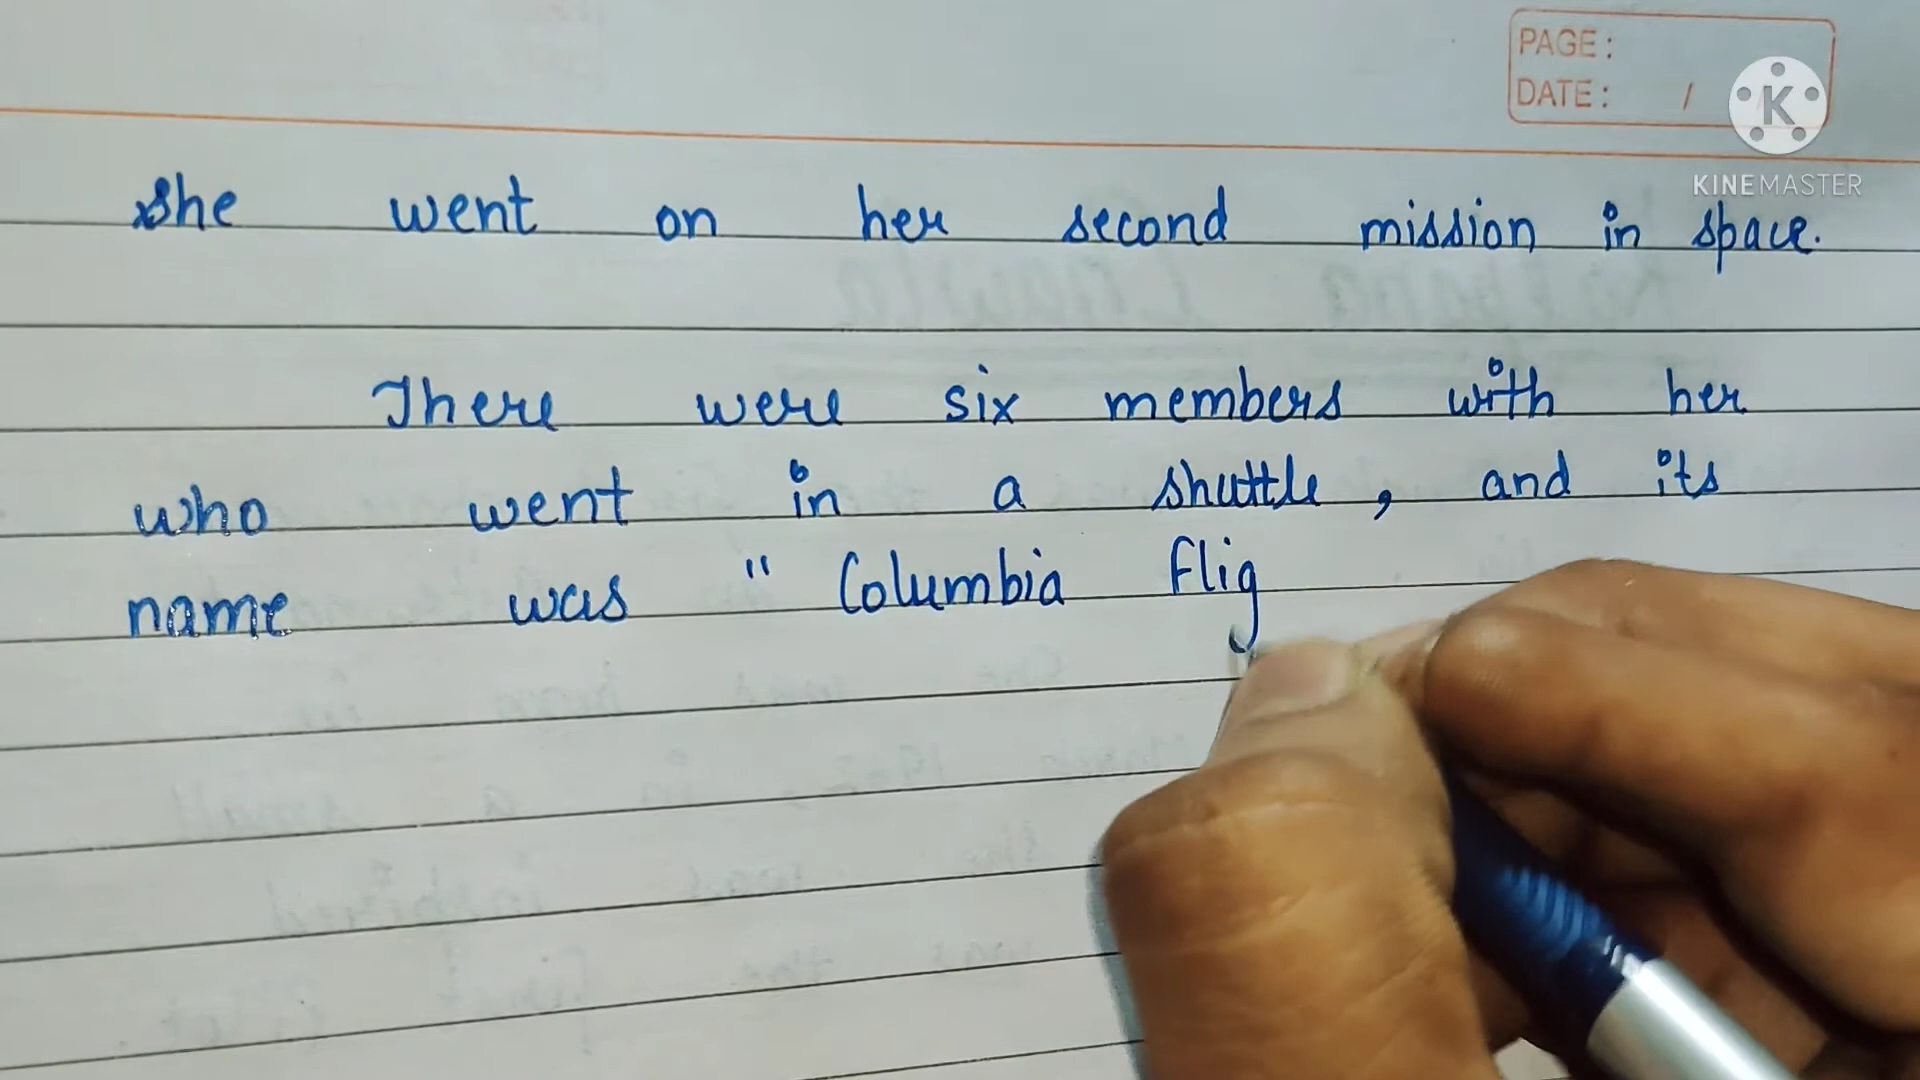 PAGE:
DATE: /
KINEMASTER
She went on her second mission in space.
There were six members with her
who went in a shuttle, and its
name was " Columbia Flig